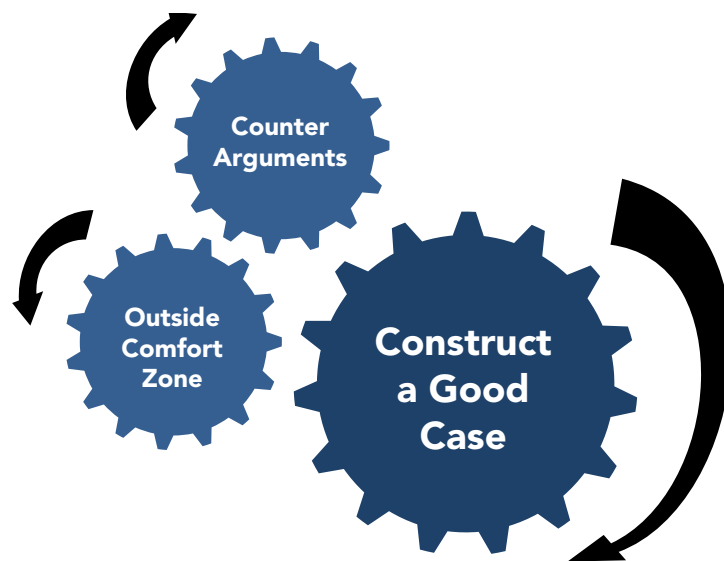 Counter
Arguments
Outside
Comfort
Zone
Construct
a Good
Case